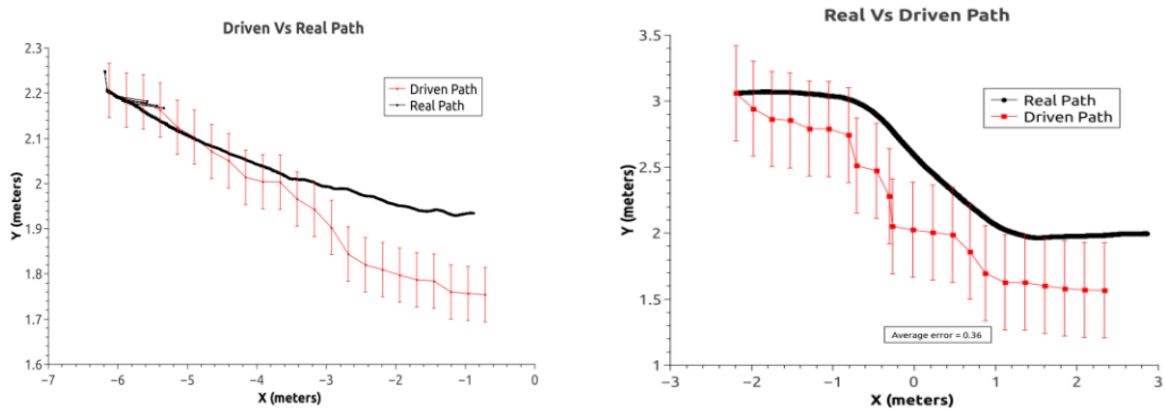 Driven Vs Real Path
2.3
2.2
2.1
2
1.9
1.8
1.7
1.6
Y (meters)
Driven Path
Real Path
−7 −6 −5 −4 −3 −2 −1 0
X (meters)
Real Vs Driven Path
3.5
3
2.5
2
1.5
1
Y (meters)
Real Path
Driven Path
Average error = 0.36
−3 −2 −1 0 1 2 3
X (meters)